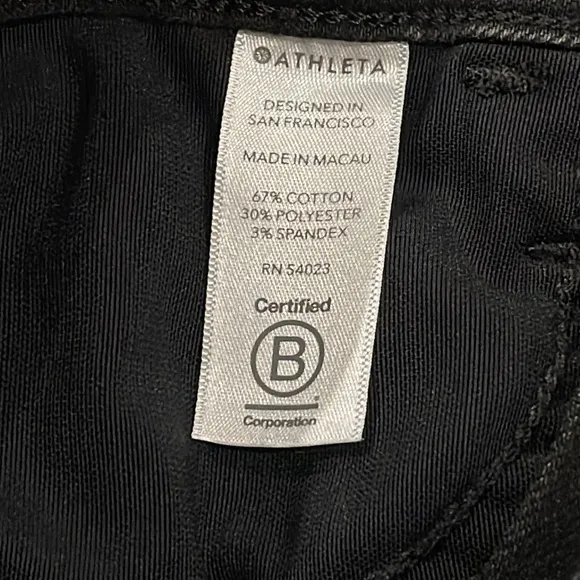 ATHLETA
DESIGNED IN
SAN FRANCISCO
MADE IN MACAU
67% COTTON
30% POLYESTER
3% SPANDEX
RN 54023
Certified
B
Corporation